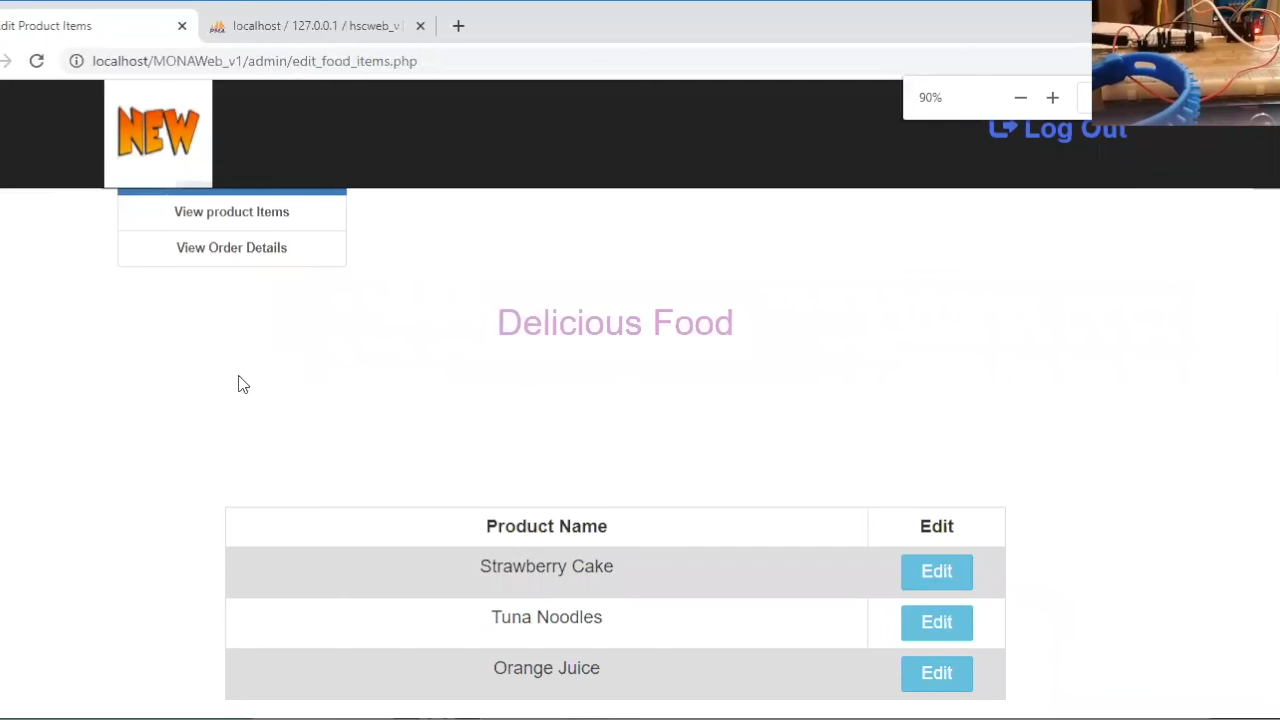 dit Product Items
PMA
localhost / 127.0.0.1 / hscweb_v
localhost/MONAWeb_v1/admin/edit_food_items.php
90%
NEW
Log Out
View product Items
View Order Details
Delicious Food
Product Name Edit
Strawberry Cake Edit
Tuna Noodles Edit
Orange Juice Edit